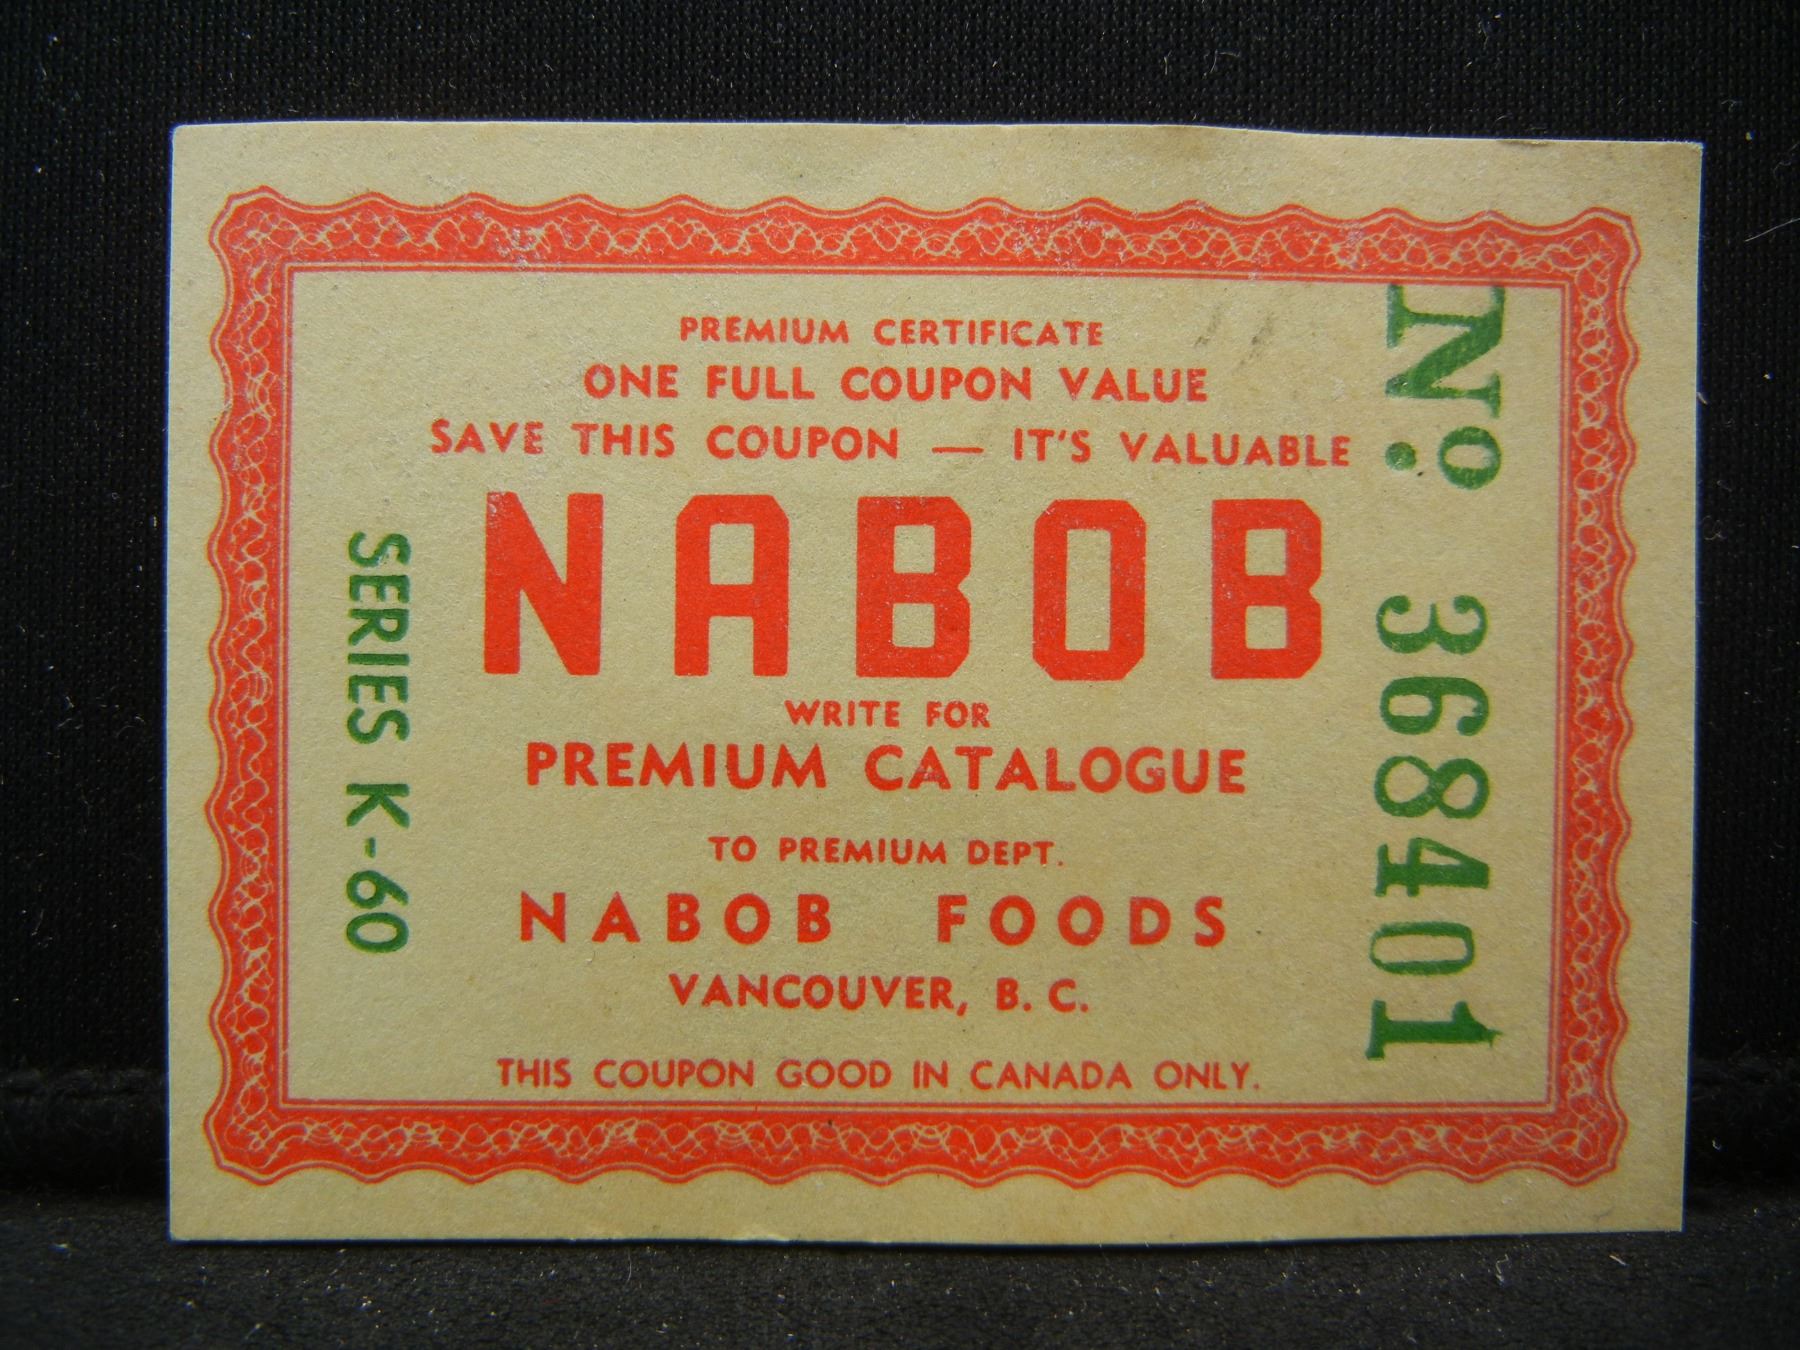 PREMIUM CERTIFICATE
ONE FULL COUPON VALUE
SAVE THIS COUPON — IT'S VALUABLE
NABOB
WRITE FOR
PREMIUM CATALOGUE
TO PREMIUM DEPT.
NABOB FOODS
VANCOUVER, B. C.
THIS COUPON GOOD IN CANADA ONLY.
SERIES K-60
No. 368401